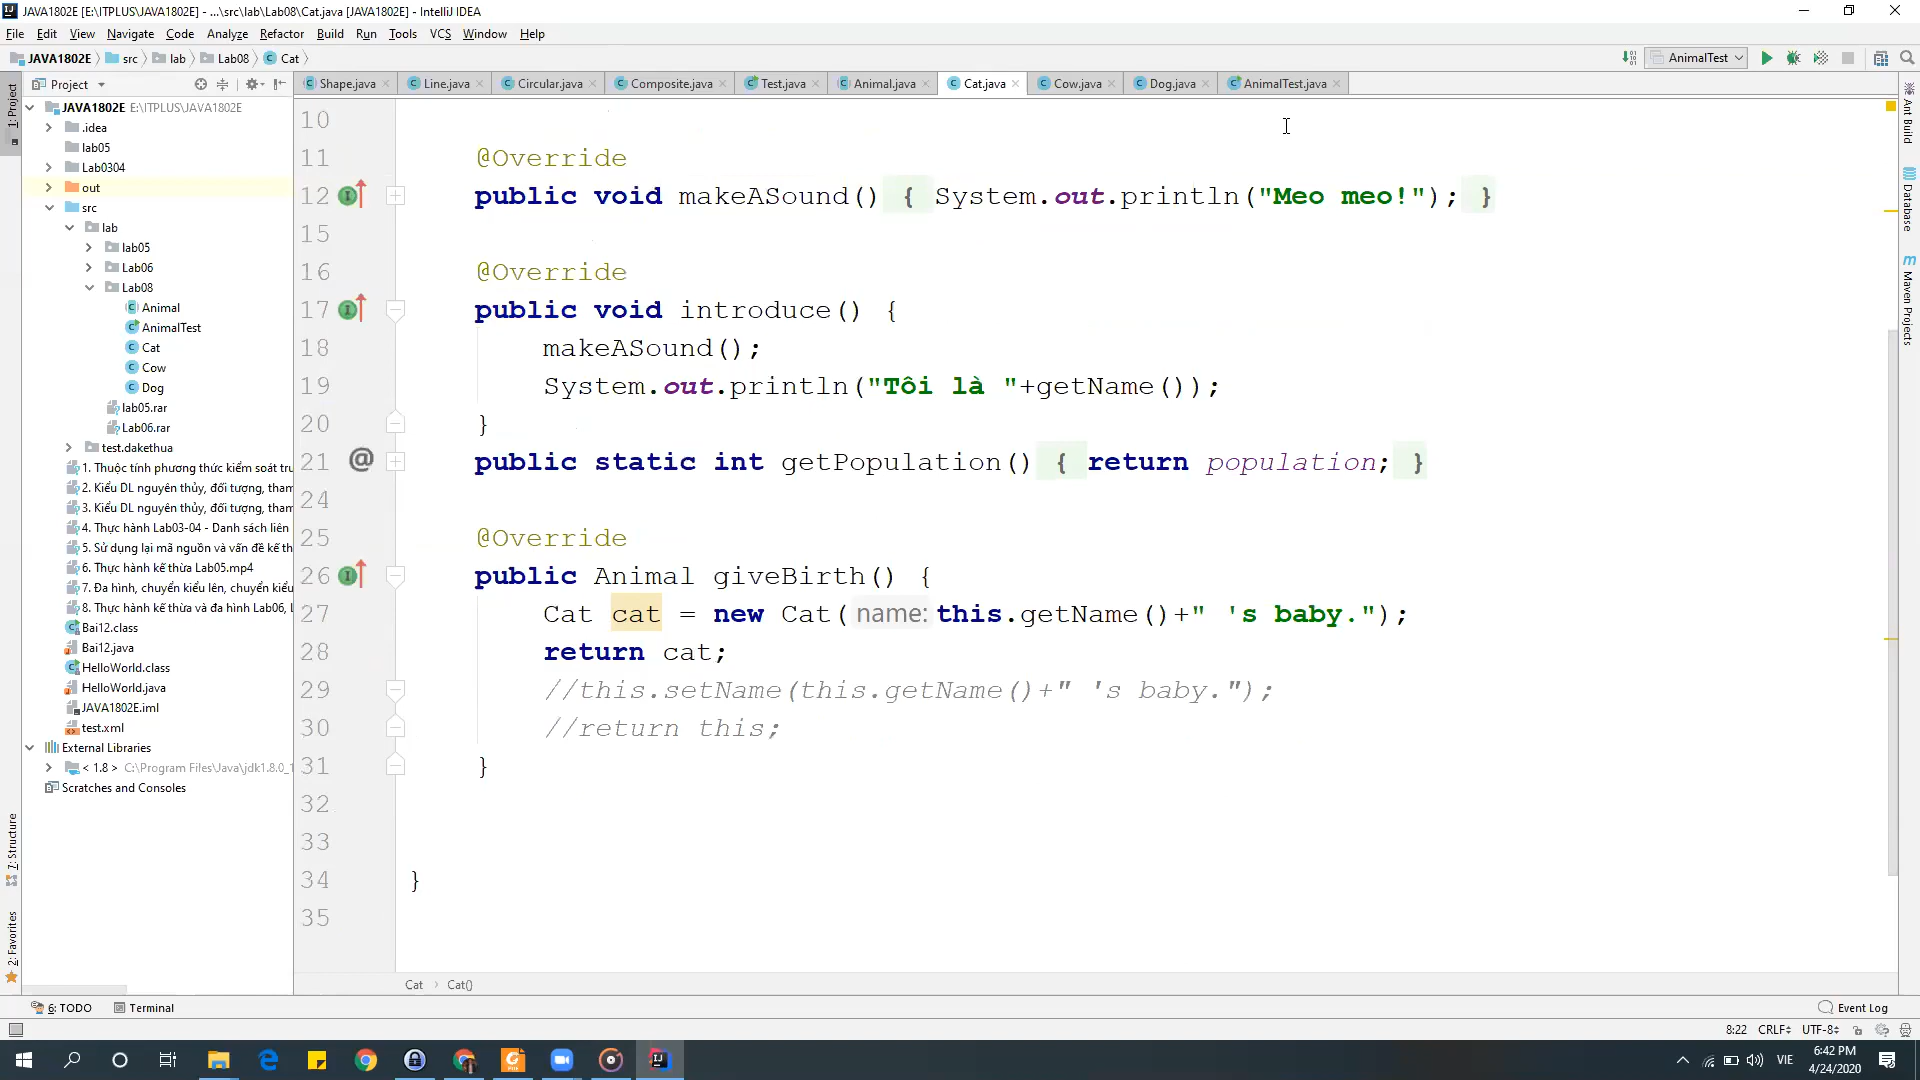 JAVA1802E [E:\ITPLUS\JAVA1802E] - ...\src\lab\Lab08\Cat.java [JAVA1802E] - IntelliJ IDEA
File Edit View Navigate Code Analyze Refactor Build Run Tools VCS Window Help
JAVA1802E src lab Lab08 Cat AnimalTest
Project Shape.java Line.java Circular.java Composite.java Test.java Animal.java Cat.java Cow.java Dog.java AnimalTest.java
1: Project
7: Structure
2: Favorites
JAVA1802E E:\ITPLUS\JAVA1802E
.idea
lab05
Lab0304
out
src
lab
lab05
Lab06
Lab08
Animal
AnimalTest
Cat
Cow
Dog
lab05.rar
Lab06.rar
test.dakethua
1. Thuộc tính phương thức kiểm soát tru
2. Kiểu DL nguyên thủy, đối tượng, tham
3. Kiểu DL nguyên thủy, đối tượng, tham
4. Thực hành Lab03-04 - Danh sách liên
5. Sử dụng lại mã nguồn và vấn đề kế th
6. Thực hành kế thừa Lab05.mp4
7. Đa hình, chuyển kiểu lên, chuyển kiểu
8. Thực hành kế thừa và đa hình Lab06, L
Bai12.class
Bai12.java
HelloWorld.class
HelloWorld.java
JAVA1802E.iml
test.xml
External Libraries
< 1.8 > C:\Program Files\Java\jdk1.8.0_1
Scratches and Consoles
10
11 @Override
12 public void makeASound() { System.out.println("Meo meo!"); }
15
16 @Override
17 public void introduce() {
18 makeASound();
19 System.out.println("Tôi là "+getName());
20 }
21 @ public static int getPopulation() { return population; }
24
25 @Override
26 public Animal giveBirth() {
27 Cat cat = new Cat( name: this.getName()+" 's baby.");
28 return cat;
29 //this.setName(this.getName()+" 's baby.");
30 //return this;
31 }
32
33
34 }
35
Ant Build
Database
Maven Projects
Cat Cat()
6: TODO Terminal Event Log
8:22 CRLF UTF-8
VIE 6:42 PM
4/24/2020